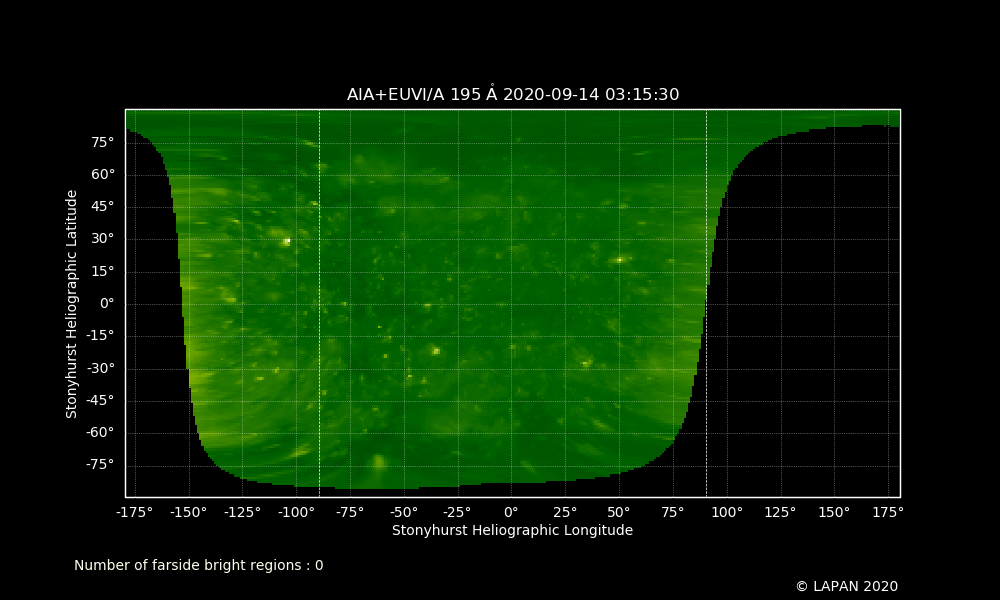 AIA+EUVI/A 195 Å 2020-09-14 03:15:30
75°
60°
45°
30°
15°
0°
-15°
-30°
-45°
-60°
-75°
Stonyhurst Heliographic Latitude
-175° -150° -125° -100° -75° -50° -25° 0° 25° 50° 75° 100° 125° 150° 175°
Stonyhurst Heliographic Longitude
Number of farside bright regions : 0
© LAPAN 2020